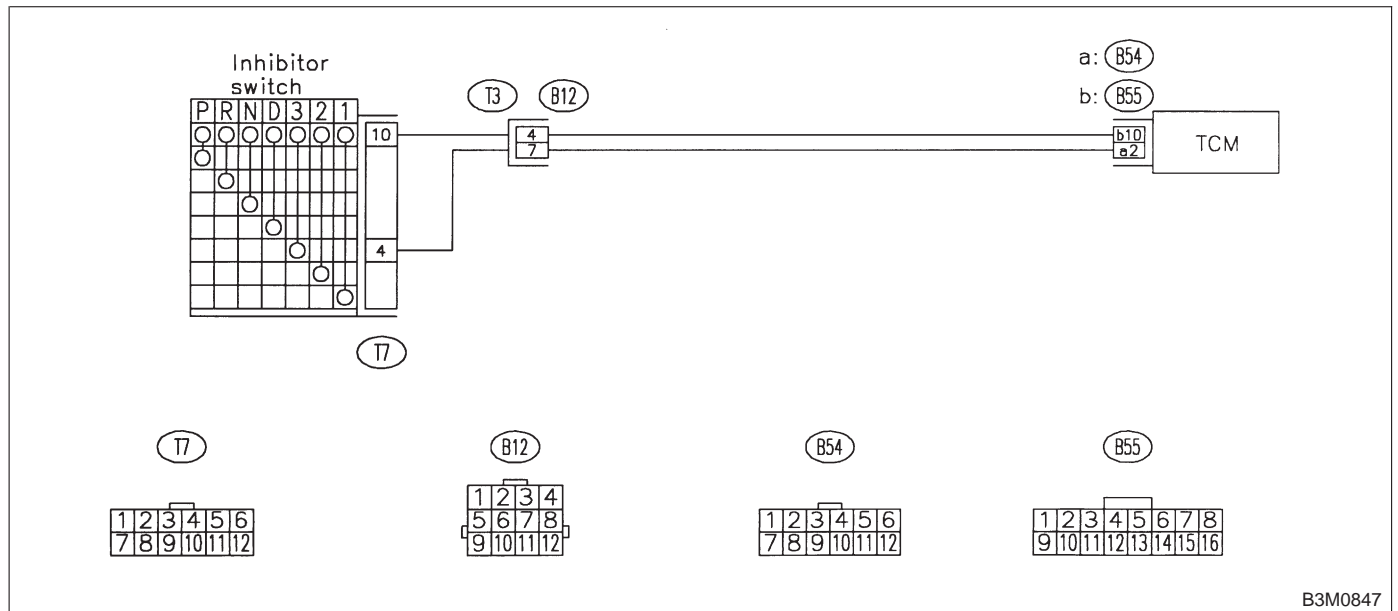 Inhibitor
switch
P R N D 3 2 1
10
4
T7
T3 B12
4
7
a: B54
b: B55
b10
a2
TCM
T7
1 2 3 4 5 6
7 8 9 10 11 12
B12
1 2 3 4
5 6 7 8
9 10 11 12
B54
1 2 3 4 5 6
7 8 9 10 11 12
B55
1 2 3 4 5 6 7 8
9 10 11 12 13 14 15 16
B3M0847